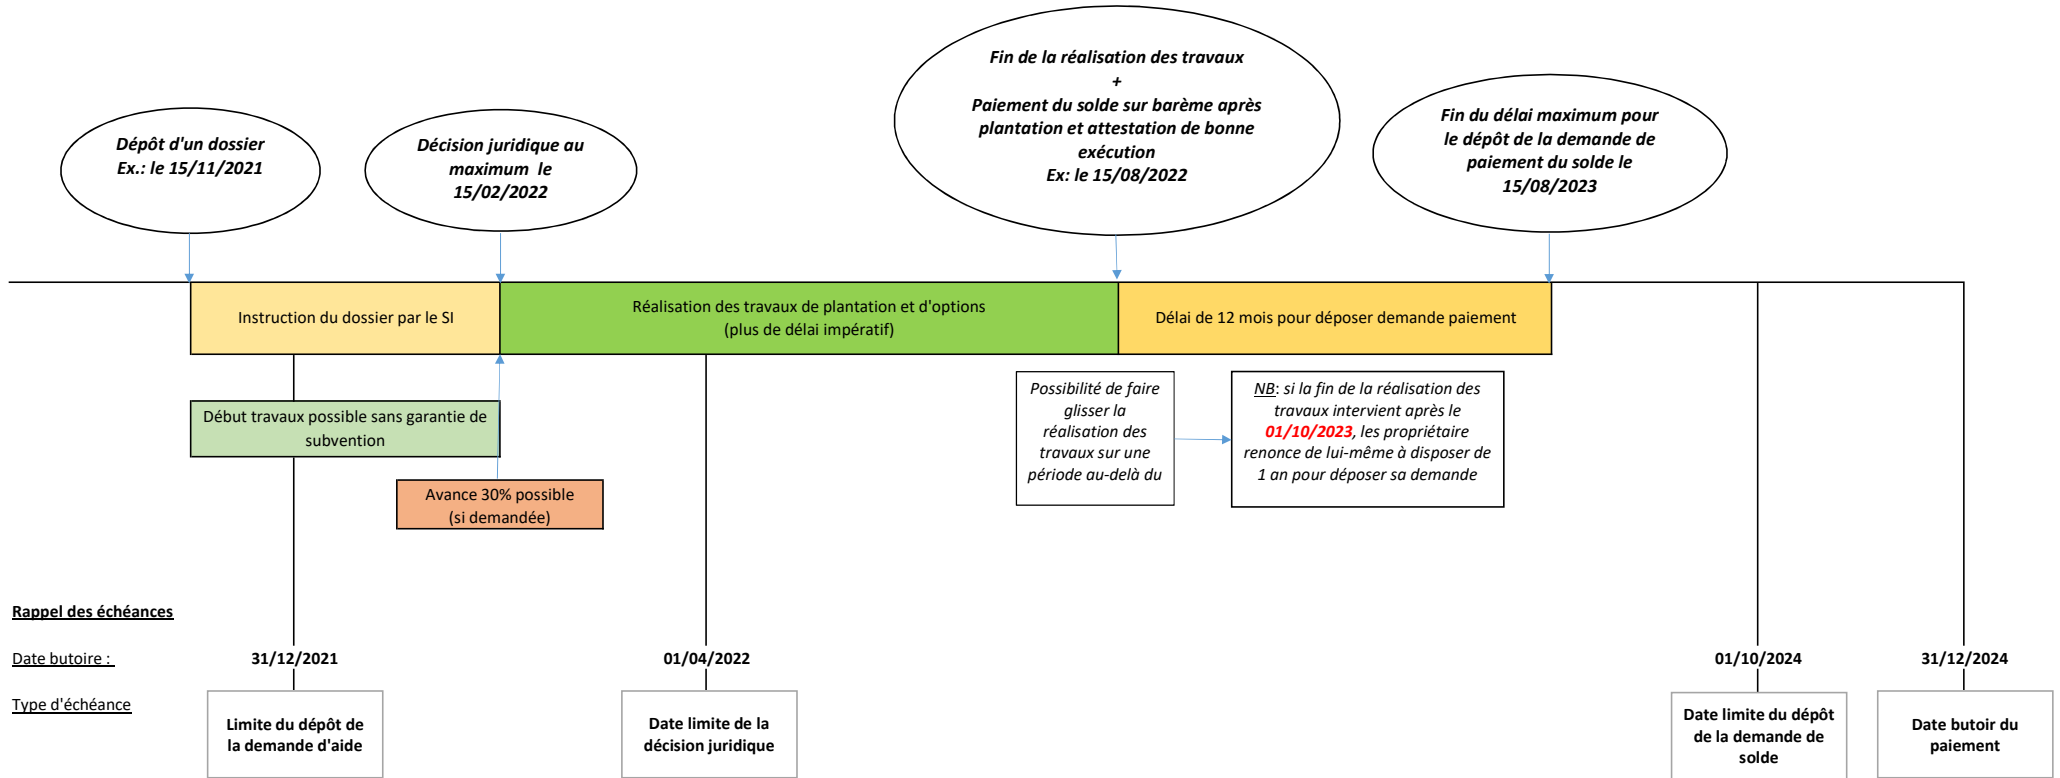 Dépôt d'un dossier
Ex.: le 15/11/2021
Décision juridique au
maximum le
15/02/2022
Fin de la réalisation des travaux
+
Paiement du solde sur barème après
plantation et attestation de bonne
exécution
Ex: le 15/08/2022
Fin du délai maximum pour
le dépôt de la demande de
paiement du solde le
15/08/2023
Instruction du dossier par le SI
Réalisation des travaux de plantation et d'options
(plus de délai impératif)
Délai de 12 mois pour déposer demande paiement
Début travaux possible sans garantie de
subvention
Avance 30% possible
(si demandée)
Possibilité de faire
glisser la
réalisation des
travaux sur une
période au-delà du
NB: si la fin de la réalisation des
travaux intervient après le
01/10/2023, les propriétaire
renonce de lui-même à disposer de
1 an pour déposer sa demande
Rappel des échéances
Date butoire :
31/12/2021
01/04/2022
01/10/2024
31/12/2024
Type d'échéance
Limite du dépôt de
la demande d'aide
Date limite de la
décision juridique
Date limite du dépôt
de la demande de
solde
Date butoir du
paiement